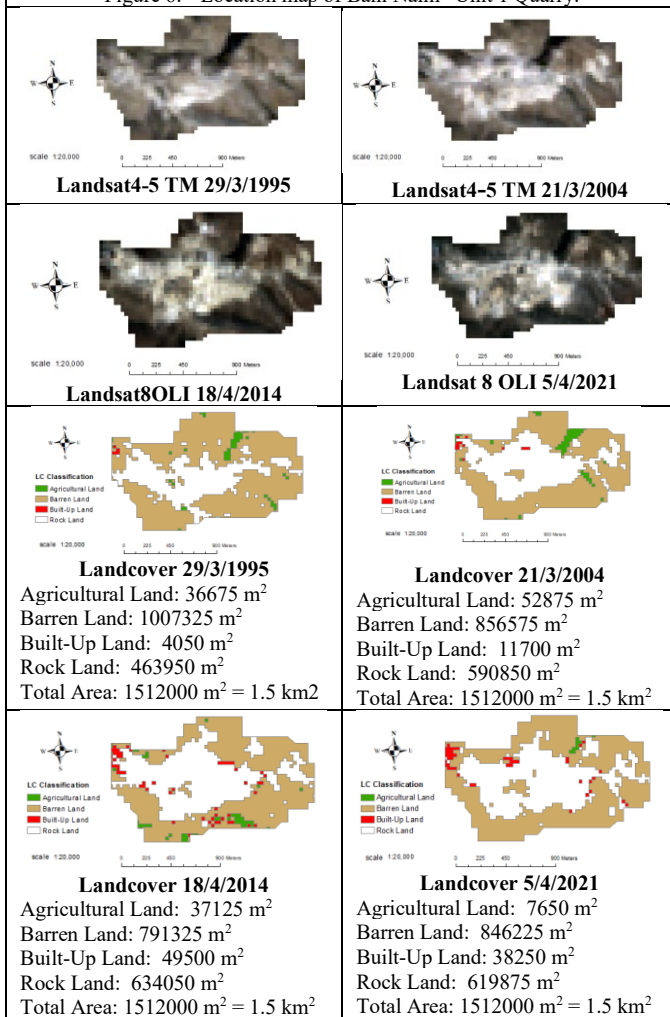 Figure 6. Location map of Bani Naim- Unit 1 Quarry.
N
W E
S
scale 1:20,000
0 225 450 900 Meters
Landsat4-5 TM 29/3/1995
N
W E
S
scale 1:20,000
0 225 450 900 Meters
Landsat4-5 TM 21/3/2004
N
W E
S
scale 1:20,000
0 225 450 900 Meters
Landsat8OLI 18/4/2014
N
W E
S
scale 1:20,000
0 225 450 900 Meters
Landsat 8 OLI 5/4/2021
N
W E
S
LC Classification
Agricultural Land
Barren Land
Built-Up Land
Rock Land
scale 1:20,000
0 225 450 900 Meters
Landcover 29/3/1995
Agricultural Land: 36675 m²
Barren Land: 1007325 m²
Built-Up Land: 4050 m²
Rock Land: 463950 m²
Total Area: 1512000 m² = 1.5 km2
N
W E
S
LC Classification
Agricultural Land
Barren Land
Built-Up Land
Rock Land
scale 1:20,000
0 225 450 900 Meters
Landcover 21/3/2004
Agricultural Land: 52875 m²
Barren Land: 856575 m²
Built-Up Land: 11700 m²
Rock Land: 590850 m²
Total Area: 1512000 m² = 1.5 km²
N
W E
S
LC Classification
Agricultural Land
Barren Land
Built-Up Land
Rock Land
scale 1:20,000
0 225 450 900 Meters
Landcover 18/4/2014
Agricultural Land: 37125 m²
Barren Land: 791325 m²
Built-Up Land: 49500 m²
Rock Land: 634050 m²
Total Area: 1512000 m² = 1.5 km²
N
W E
S
LC Classification
Agricultural Land
Barren Land
Built-Up Land
Rock Land
scale 1:20,000
0 225 450 900 Meters
Landcover 5/4/2021
Agricultural Land: 7650 m²
Barren Land: 846225 m²
Built-Up Land: 38250 m²
Rock Land: 619875 m²
Total Area: 1512000 m² = 1.5 km²